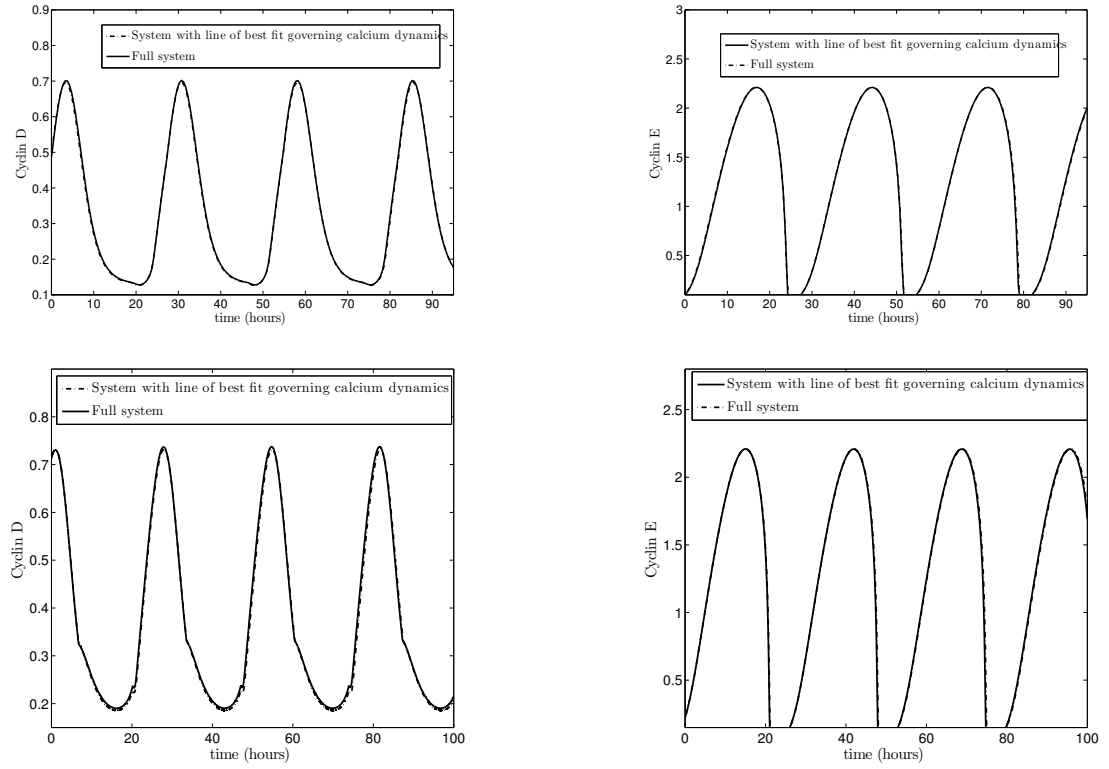 System with line of best fit governing calcium dynamics
Full system
Cyclin D
0.9
0.8
0.7
0.6
0.5
0.4
0.3
0.2
0.1
0 10 20 30 40 50 60 70 80 90
time (hours)
System with line of best fit governing calcium dynamics
Full system
Cyclin E
3
2.5
2
1.5
1
0.5
0 10 20 30 40 50 60 70 80 90
time (hours)
System with line of best fit governing calcium dynamics
Full system
Cyclin D
0.8
0.7
0.6
0.5
0.4
0.3
0.2
0 20 40 60 80 100
time (hours)
System with line of best fit governing calcium dynamics
Full system
Cyclin E
2.5
2
1.5
1
0.5
0 20 40 60 80 100
time (hours)